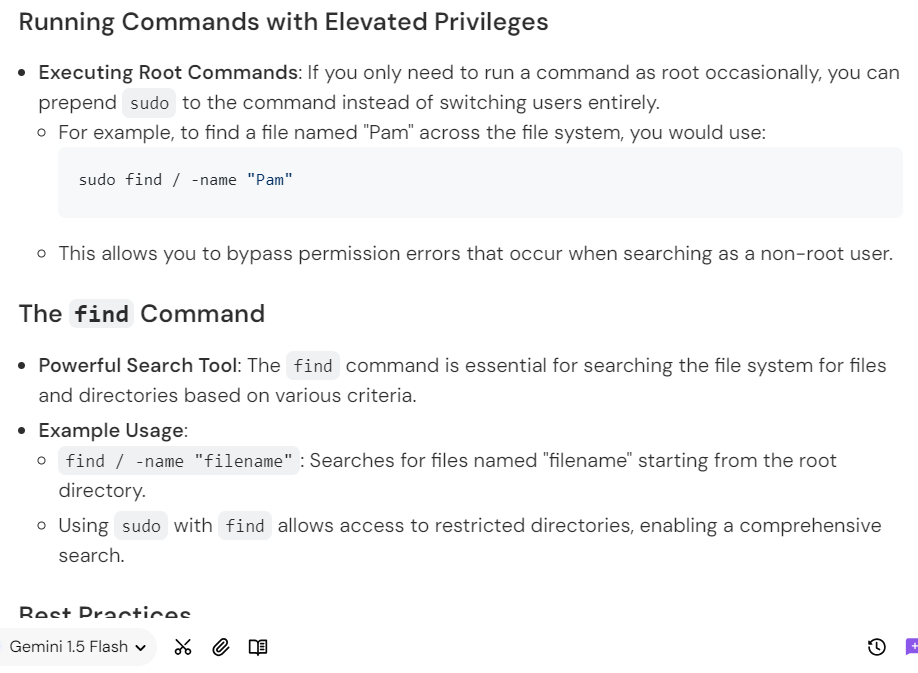 Running Commands with Elevated Privileges
• Executing Root Commands: If you only need to run a command as root occasionally, you can
prepend sudo to the command instead of switching users entirely.
○ For example, to find a file named "Pam" across the file system, you would use:
sudo find / -name "Pam"
○ This allows you to bypass permission errors that occur when searching as a non-root user.
The find Command
• Powerful Search Tool: The find command is essential for searching the file system for files
and directories based on various criteria.
• Example Usage:
○ find / -name "filename" : Searches for files named "filename" starting from the root
directory.
○ Using sudo with find allows access to restricted directories, enabling a comprehensive
search.
Best Practices
Gemini 1.5 Flash